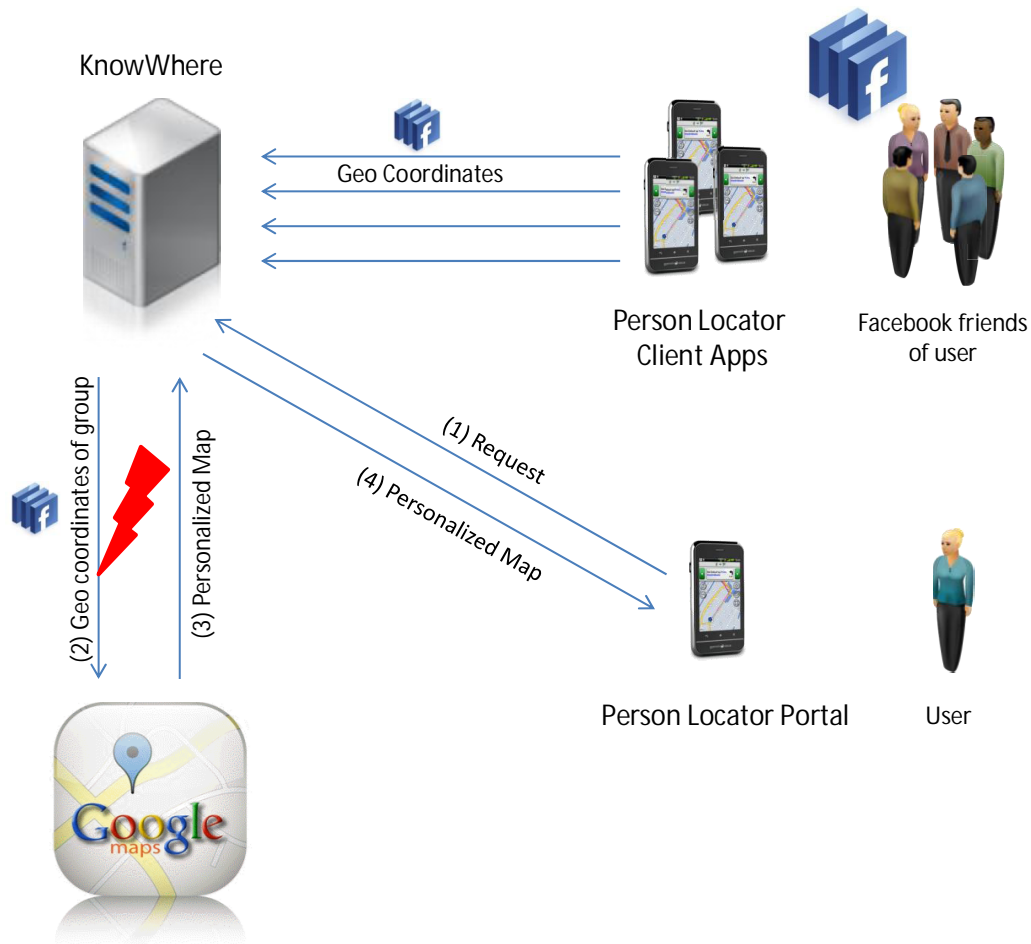 KnowWhere
f
f
Geo Coordinates
Person Locator
Client Apps
Facebook friends
of user
(1) Request
(4) Personalized Map
f
(2) Geo coordinates of group
(3) Personalized Map
Person Locator Portal
User
Google
maps